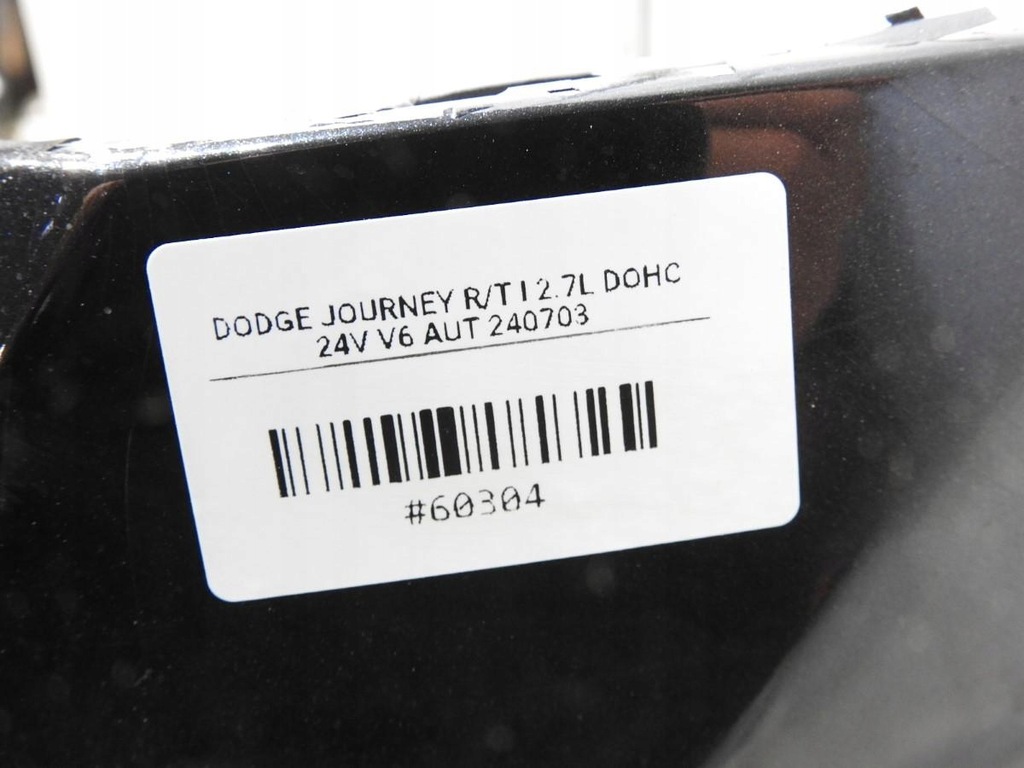 DODGE JOURNEY R/T I 2.7L DOHC
24V V6 AUT 240703
#60304